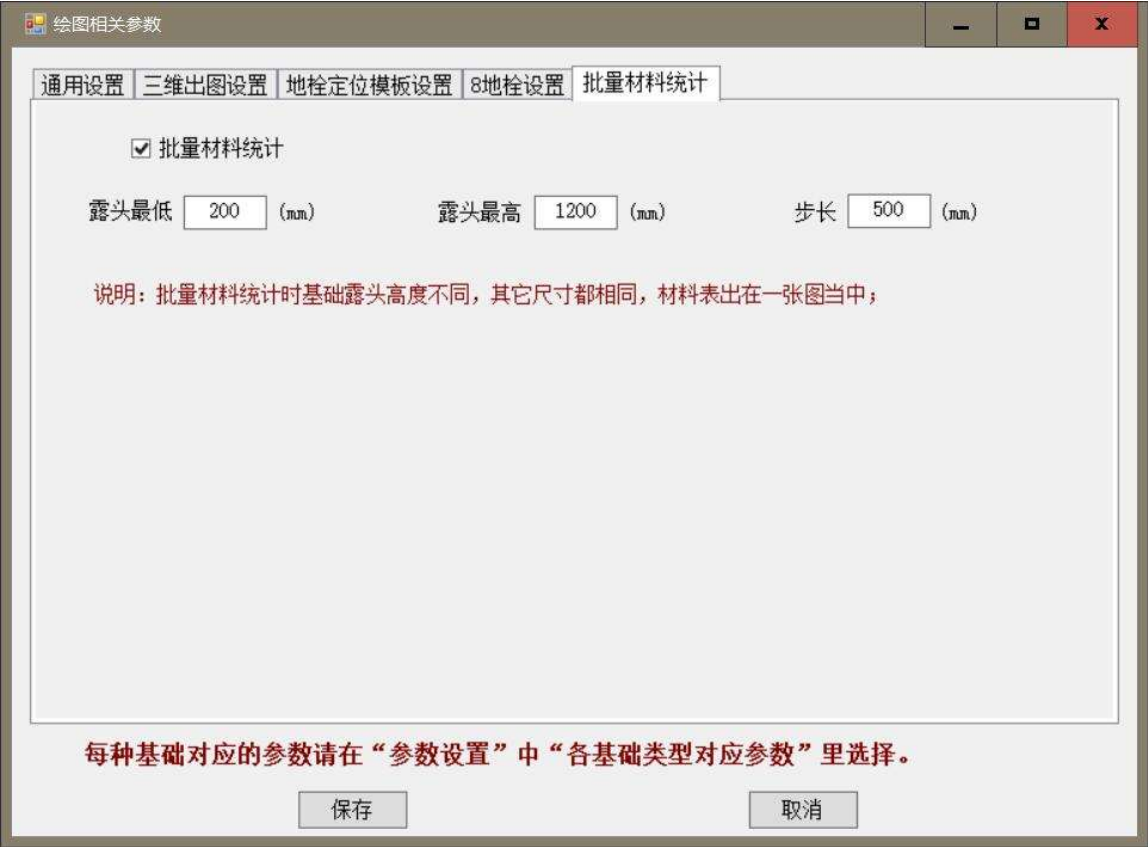 绘图相关参数
通用设置 三维出图设置 地栓定位模板设置 8地栓设置 批量材料统计
批量材料统计
露头最低 200 (mm) 露头最高 1200 (mm) 步长 500 (mm)
说明：批量材料统计时基础露头高度不同，其它尺寸都相同，材料表出在一张图当中；
每种基础对应的参数请在“参数设置”中“各基础类型对应参数”里选择。
保存 取消